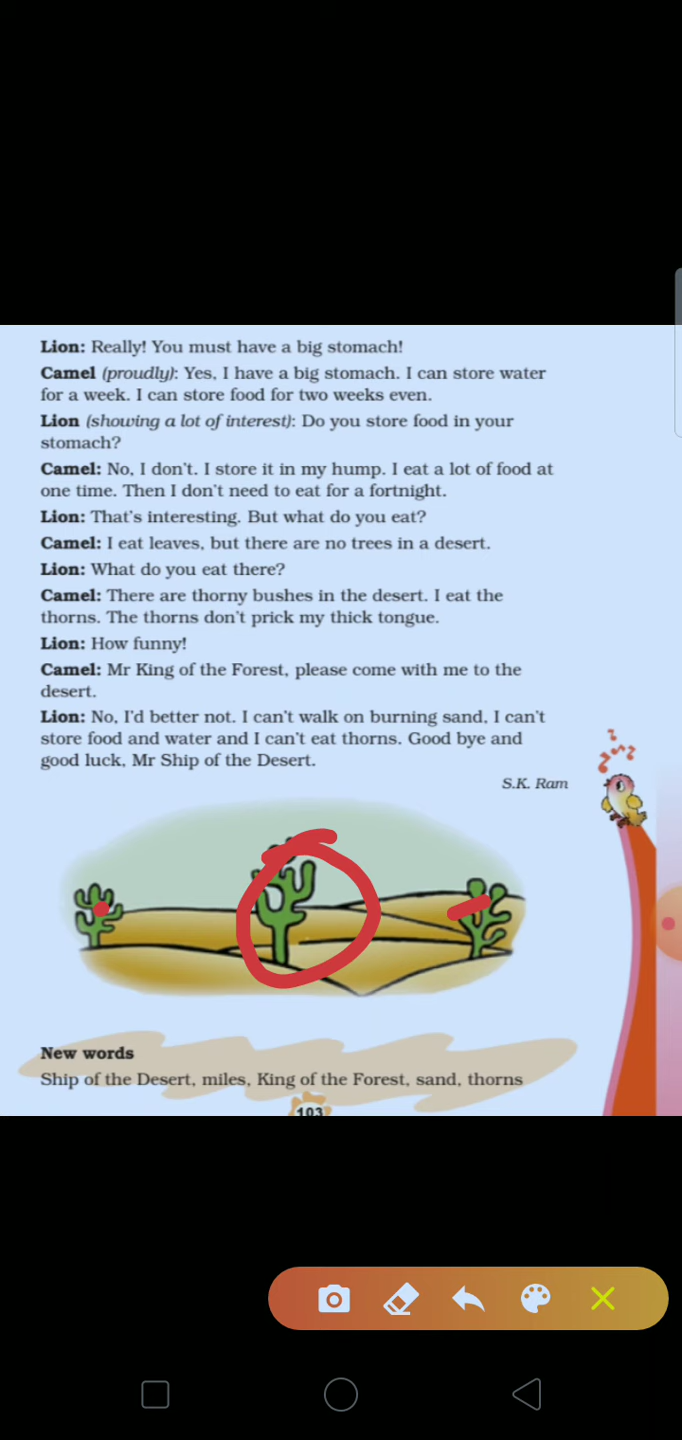 Lion: Really! You must have a big stomach!
Camel (proudly): Yes, I have a big stomach. I can store water
for a week. I can store food for two weeks even.
Lion (showing a lot of interest): Do you store food in your
stomach?
Camel: No, I don't. I store it in my hump. I eat a lot of food at
one time. Then I don't need to eat for a fortnight.
Lion: That's interesting. But what do you eat?
Camel: I eat leaves, but there are no trees in a desert.
Lion: What do you eat there?
Camel: There are thorny bushes in the desert. I eat the
thorns. The thorns don't prick my thick tongue.
Lion: How funny!
Camel: Mr King of the Forest, please come with me to the
desert.
Lion: No, I'd better not. I can't walk on burning sand, I can't
store food and water and I can't eat thorns. Good bye and
good luck, Mr Ship of the Desert.
S.K. Ram
New words
Ship of the Desert, miles, King of the Forest, sand, thorns
103